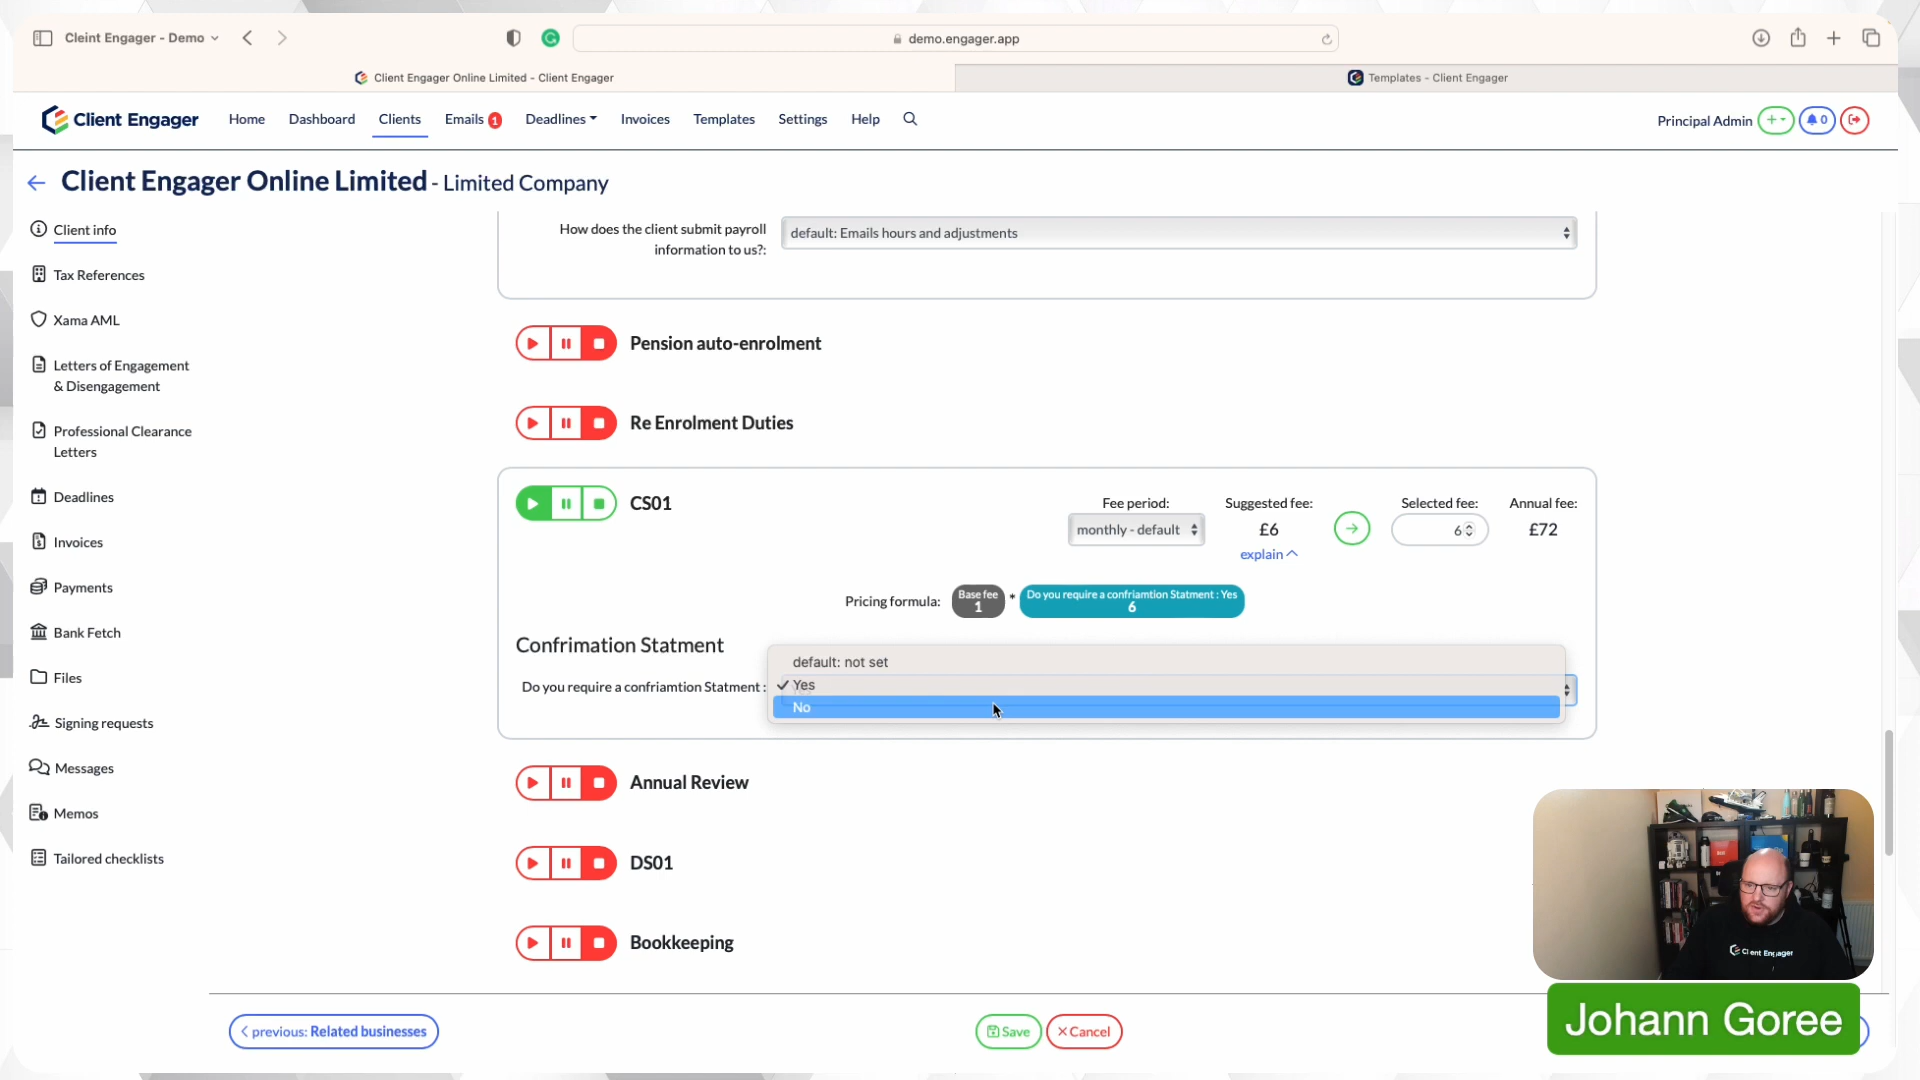 Cleint Engager - Demo
demo.engager.app
Client Engager Online Limited - Client Engager
Templates - Client Engager
Client Engager
Home
Dashboard
Clients
Emails 1
Deadlines
Invoices
Templates
Settings
Help
Principal Admin
+
0
Client Engager Online Limited - Limited Company
Client info
Tax References
Xama AML
Letters of Engagement
& Disengagement
Professional Clearance
Letters
Deadlines
Invoices
Payments
Bank Fetch
Files
Signing requests
Messages
Memos
Tailored checklists
How does the client submit payroll
information to us?:
default: Emails hours and adjustments
Pension auto-enrolment
Re Enrolment Duties
CS01
Fee period:
monthly - default
Suggested fee:
£6
explain
Selected fee:
6
Annual fee:
£72
Pricing formula:
Base fee
1
*
Do you require a confriamtion Statment : Yes
6
Confrimation Statment
Do you require a confriamtion Statment :
default: not set
✓ Yes
No
Annual Review
DS01
Bookkeeping
previous: Related businesses
Save
Cancel
Client Engager
Johann Goree